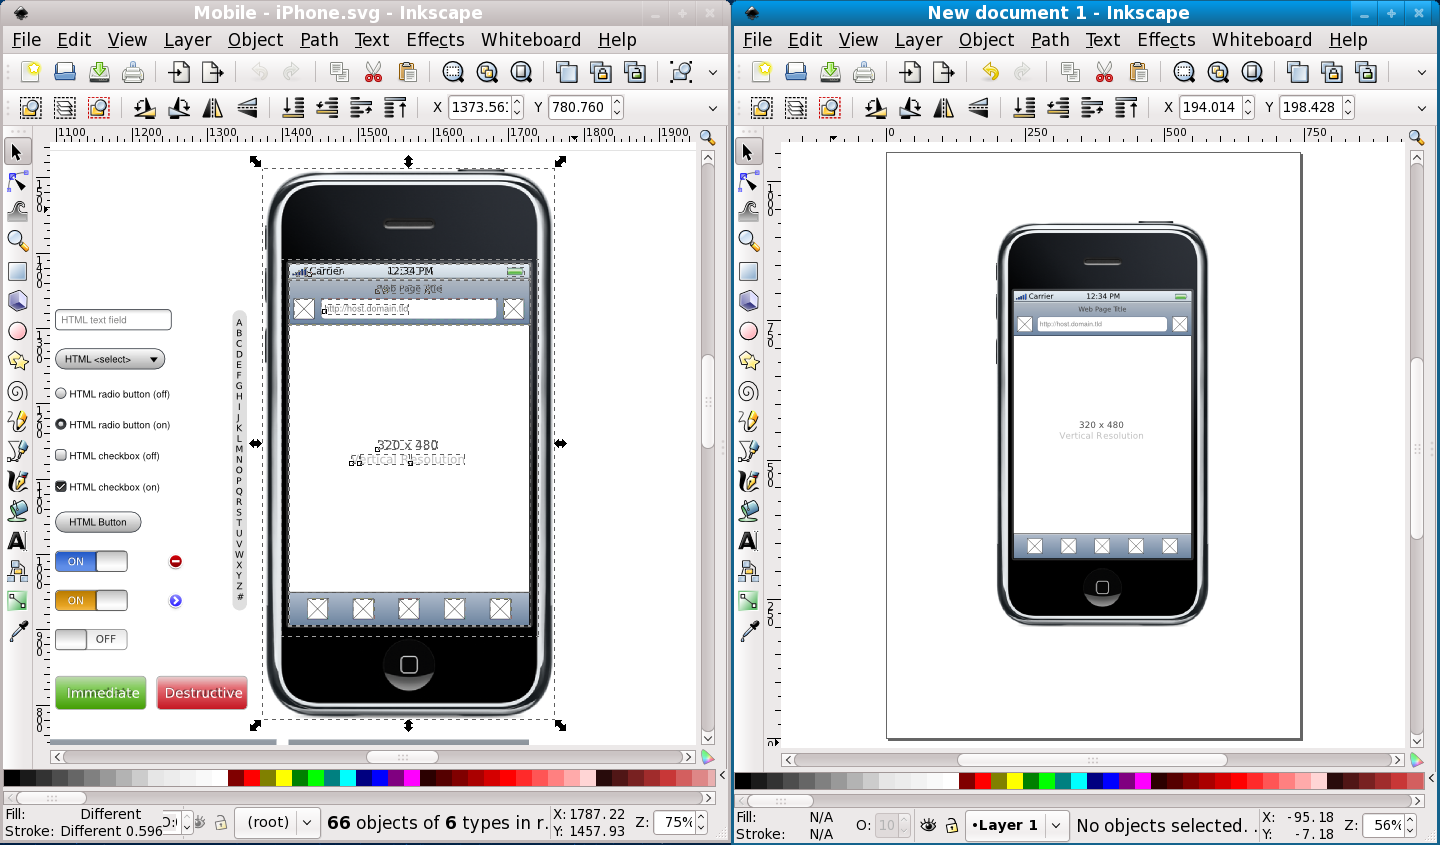 Mobile - iPhone.svg - Inkscape
File Edit View Layer Object Path Text Effects Whiteboard Help
X 1373.56 Y 780.760
1100 1200 1300 1400 1500 1600 1700 1800 1900
HTML text field
HTML <select>
HTML radio button (off)
HTML radio button (on)
HTML checkbox (off)
HTML checkbox (on)
HTML Button
ON
ON
OFF
Immediate Destructive
A
B
C
D
E
F
G
H
I
J
K
L
M
N
O
P
Q
R
S
T
U
V
W
X
Y
Z
#
Carrier 12:34 PM
Web Page Title
http://host.domain.tld
320 x 480
Vertical Resolution
Fill: Different
Stroke: Different 0.596
(root)
66 objects of 6 types in r.
X: 1787.22
Y: 1457.93
Z: 75%
New document 1 - Inkscape
File Edit View Layer Object Path Text Effects Whiteboard Help
X 194.014 Y 198.428
0 250 500 750
Carrier 12:34 PM
Web Page Title
http://host.domain.tld
320 x 480
Vertical Resolution
Fill: N/A
Stroke: N/A
O: 10
•Layer 1
No objects selected. .
X: -95.18
Y: -7.18
Z: 56%